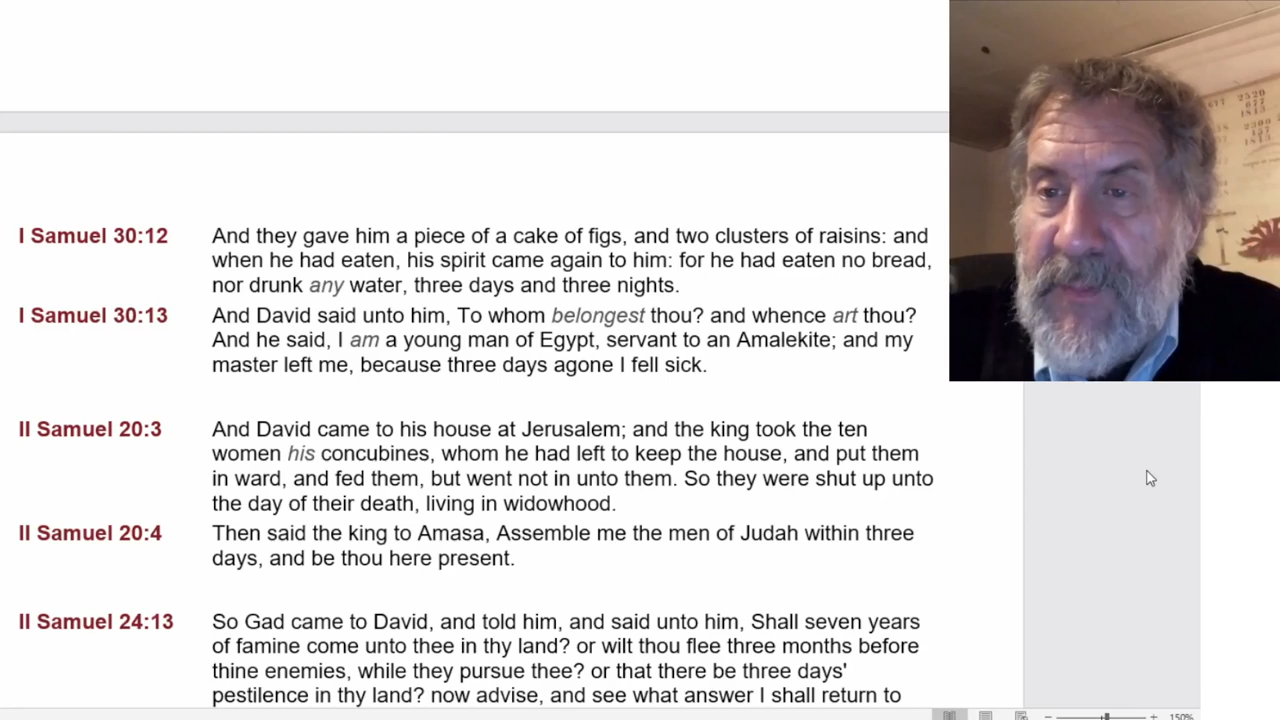 I Samuel 30:12 And they gave him a piece of a cake of figs, and two clusters of raisins: and
when he had eaten, his spirit came again to him: for he had eaten no bread,
nor drunk any water, three days and three nights.
I Samuel 30:13 And David said unto him, To whom belongest thou? and whence art thou?
And he said, I am a young man of Egypt, servant to an Amalekite; and my
master left me, because three days agone I fell sick.
II Samuel 20:3 And David came to his house at Jerusalem; and the king took the ten
women his concubines, whom he had left to keep the house, and put them
in ward, and fed them, but went not in unto them. So they were shut up unto
the day of their death, living in widowhood.
II Samuel 20:4 Then said the king to Amasa, Assemble me the men of Judah within three
days, and be thou here present.
II Samuel 24:13 So Gad came to David, and told him, and said unto him, Shall seven years
of famine come unto thee in thy land? or wilt thou flee three months before
thine enemies, while they pursue thee? or that there be three days'
pestilence in thy land? now advise, and see what answer I shall return to
2520
677
1813
150%